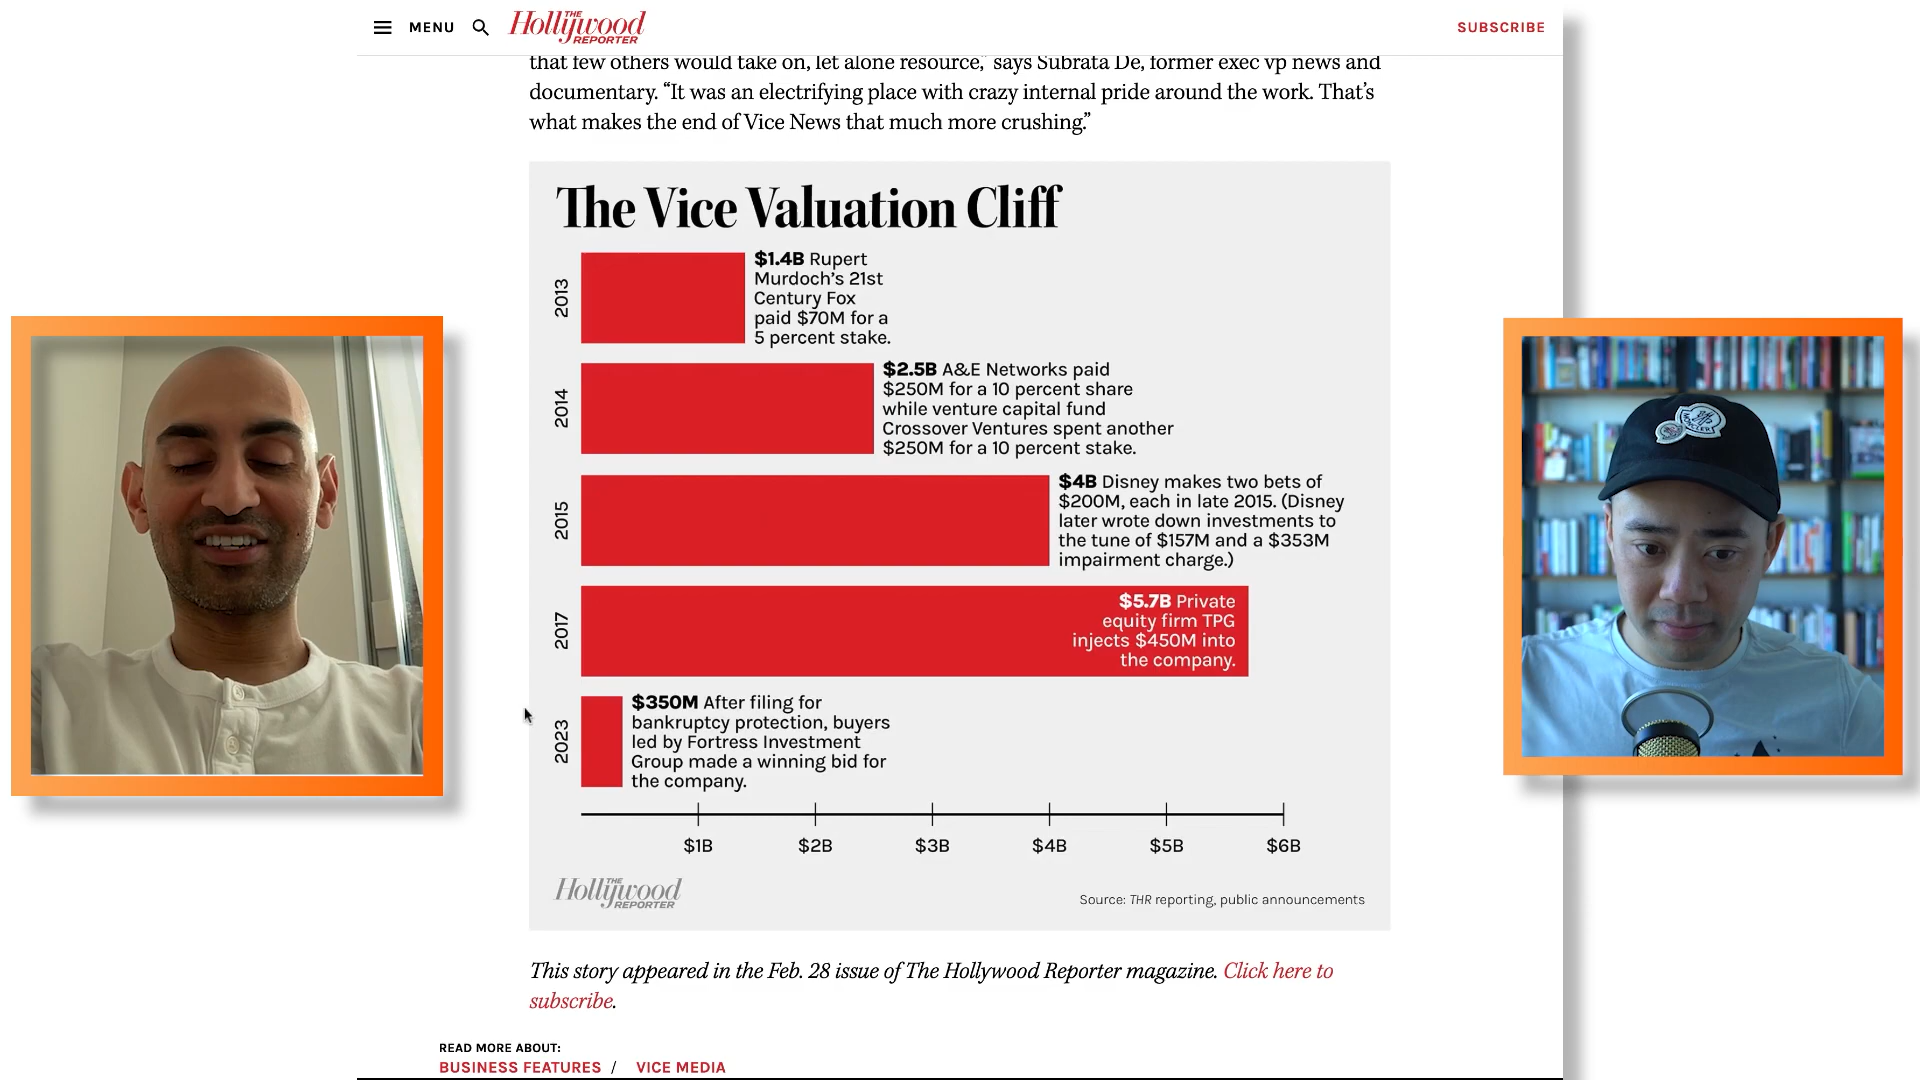 MENU
THE
Hollywood
REPORTER
SUBSCRIBE
that few others would take on, let alone resource,” says Subrata De, former exec vp news and
documentary. “It was an electrifying place with crazy internal pride around the work. That’s
what makes the end of Vice News that much more crushing.”
The Vice Valuation Cliff
2013
$1.4B Rupert
Murdoch’s 21st
Century Fox
paid $70M for a
5 percent stake.
2014
$2.5B A&E Networks paid
$250M for a 10 percent share
while venture capital fund
Crossover Ventures spent another
$250M for a 10 percent stake.
2015
$4B Disney makes two bets of
$200M, each in late 2015. (Disney
later wrote down investments to
the tune of $157M and a $353M
impairment charge.)
2017
$5.7B Private
equity firm TPG
injects $450M into
the company.
2023
$350M After filing for
bankruptcy protection, buyers
led by Fortress Investment
Group made a winning bid for
the company.
$1B $2B $3B $4B $5B $6B
THE
Hollywood
REPORTER
Source: THR reporting, public announcements
This story appeared in the Feb. 28 issue of The Hollywood Reporter magazine. Click here to
subscribe.
READ MORE ABOUT:
BUSINESS FEATURES / VICE MEDIA
MONCLER